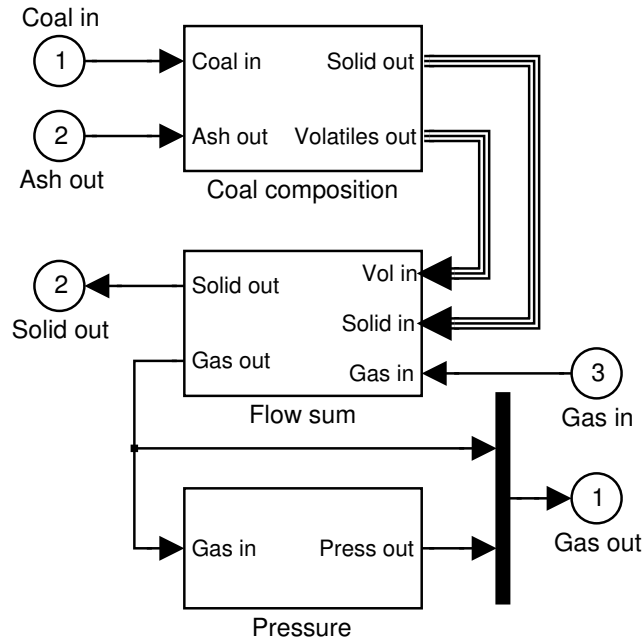 Coal in
1
Coal in
Solid out
2
Ash out
Volatiles out
Ash out
Coal composition
Vol in
2
Solid out
Solid out
Solid in
Gas out
Gas in
3
Flow sum
Gas in
1
Gas out
Gas in
Press out
Pressure